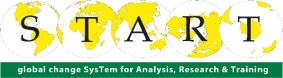 START
global change SysTem for Analysis, Research & Training